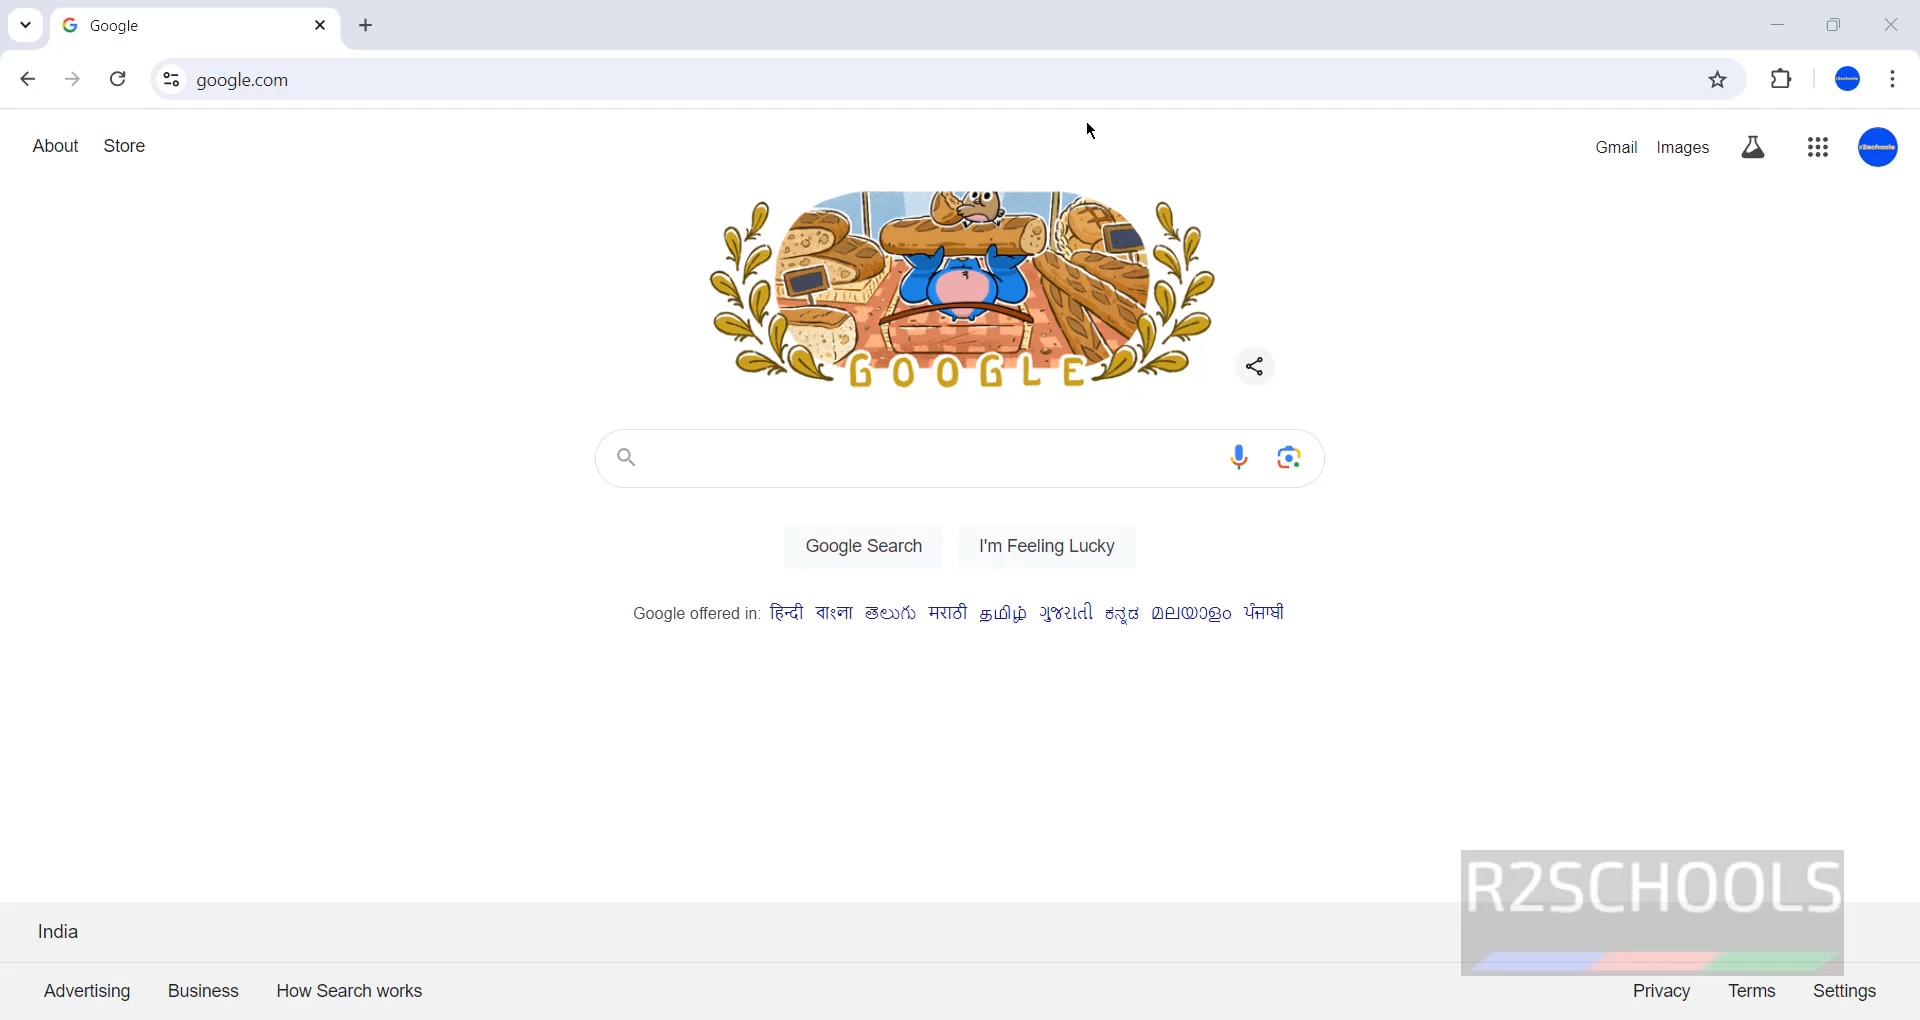 Google
google.com
About Store
Gmail Images
r2schools
GOOGLE
Google Search I'm Feeling Lucky
Google offered in: हिन्दी বাংলা తెలుగు मराठी தமிழ் ગુજરાતી ಕನ್ನಡ മലയാളം ਪੰਜਾਬੀ
R2SCHOOLS
India
Advertising Business How Search works
Privacy Terms Settings